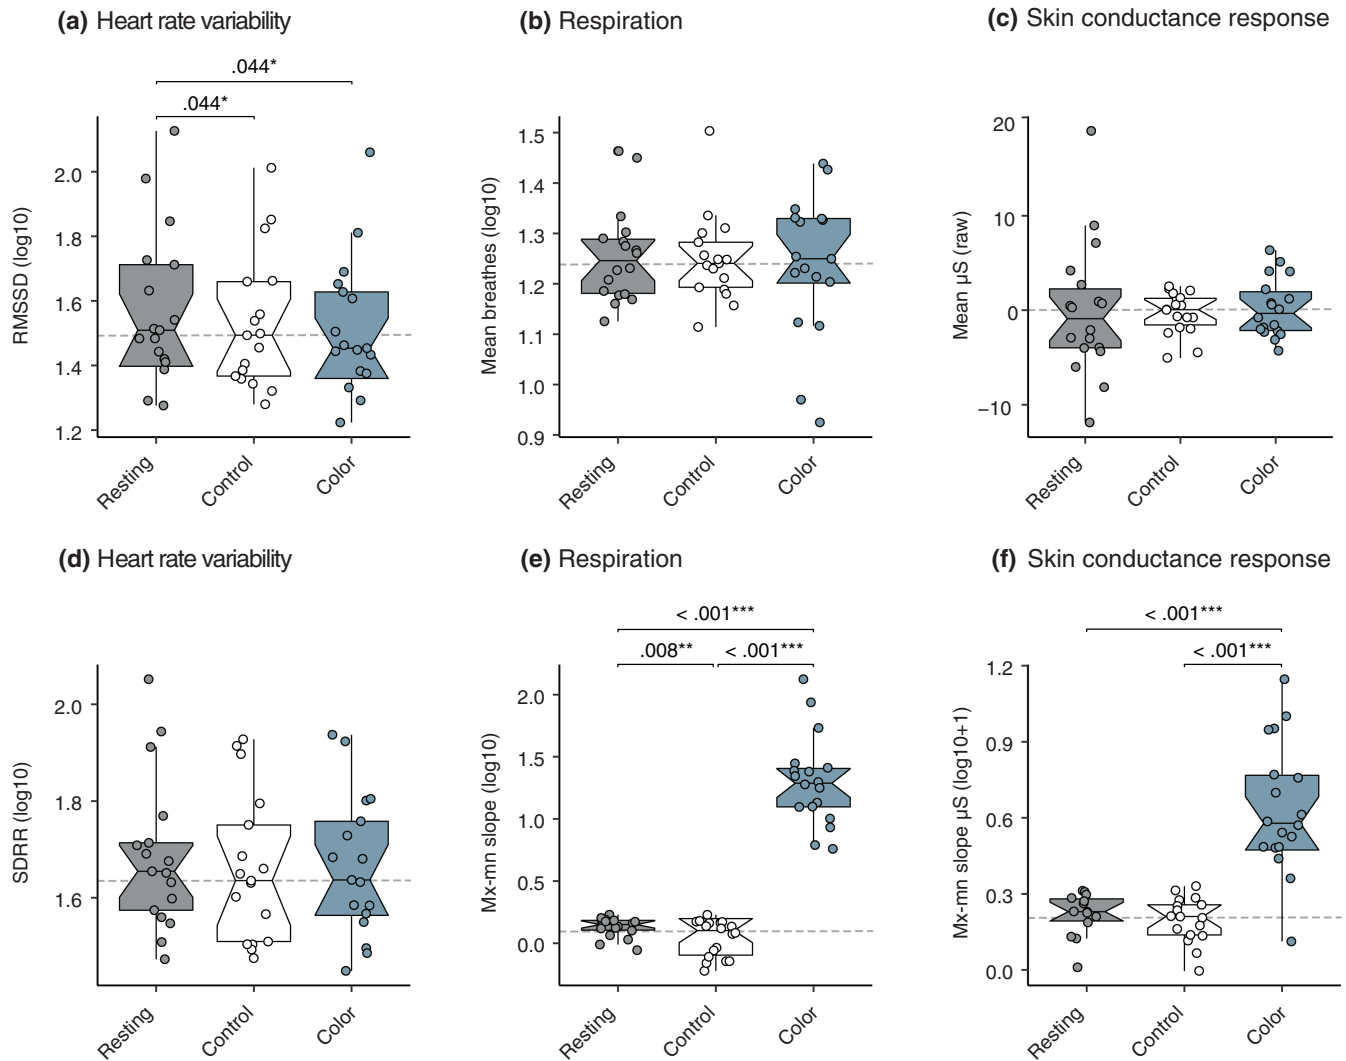 (a) Heart rate variability
.044*
.044*
RMSSD (log10)
2.0
1.8
1.6
1.4
1.2
Resting
Control
Color
(b) Respiration
Mean breathes (log10)
1.5
1.4
1.3
1.2
1.1
1.0
0.9
Resting
Control
Color
(c) Skin conductance response
Mean µS (raw)
20
10
0
−10
Resting
Control
Color
(d) Heart rate variability
SDRR (log10)
2.0
1.8
1.6
Resting
Control
Color
(e) Respiration
< .001***
.008**
< .001***
Mx-mn slope (log10)
2.0
1.5
1.0
0.5
0.0
Resting
Control
Color
(f) Skin conductance response
< .001***
< .001***
Mx-mn slope µS (log10+1)
1.2
0.9
0.6
0.3
0.0
Resting
Control
Color